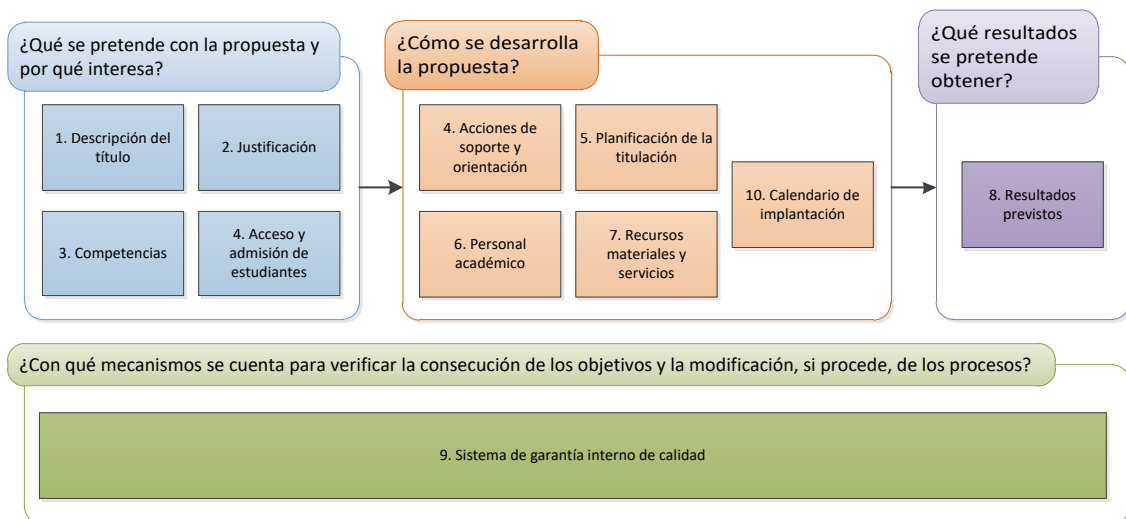 ¿Qué se pretende con la propuesta y
por qué interesa?
1. Descripción del
título
2. Justificación
3. Competencias
4. Acceso y
admisión de
estudiantes
¿Cómo se desarrolla
la propuesta?
4. Acciones de
soporte y
orientación
5. Planificación de la
titulación
6. Personal
académico
7. Recursos
materiales y
servicios
10. Calendario de
implantación
¿Qué resultados
se pretende
obtener?
8. Resultados
previstos
¿Con qué mecanismos se cuenta para verificar la consecución de los objetivos y la modificación, si procede, de los procesos?
9. Sistema de garantía interno de calidad